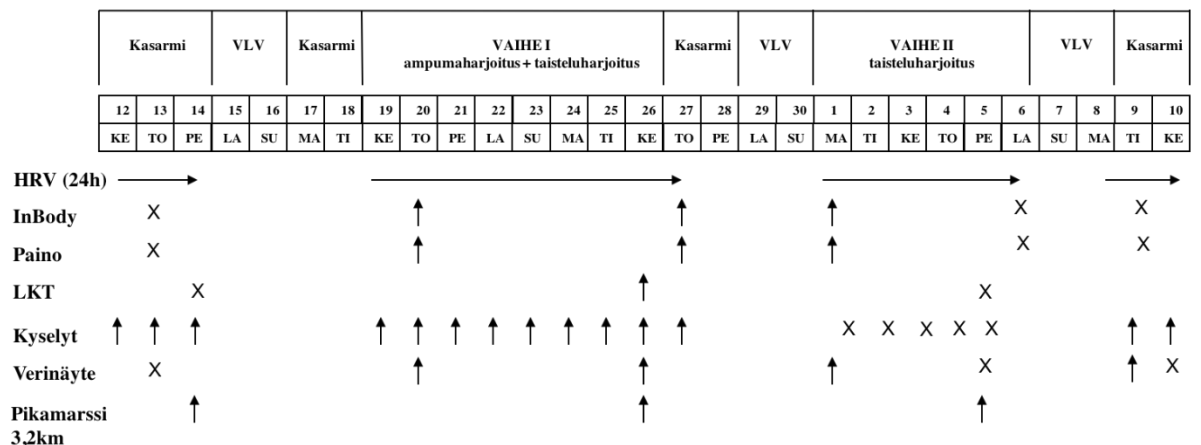 Kasarmi VLV Kasarmi VAIHE I Kasarmi VLV VAIHE II VLV Kasarmi
ampumaharjoitus + taisteluharjoitus taisteluharjoitus
12 13 14 15 16 17 18 19 20 21 22 23 24 25 26 27 28 29 30 1 2 3 4 5 6 7 8 9 10
KE TO PE LA SU MA TI KE TO PE LA SU MA TI KE TO PE LA SU MA TI KE TO PE LA SU MA TI KE
HRV (24h)
InBody X X X
Paino X X X
LKT X X
Kyselyt X X X X X
Verinäyte X X X
Pikamarssi
3.2km